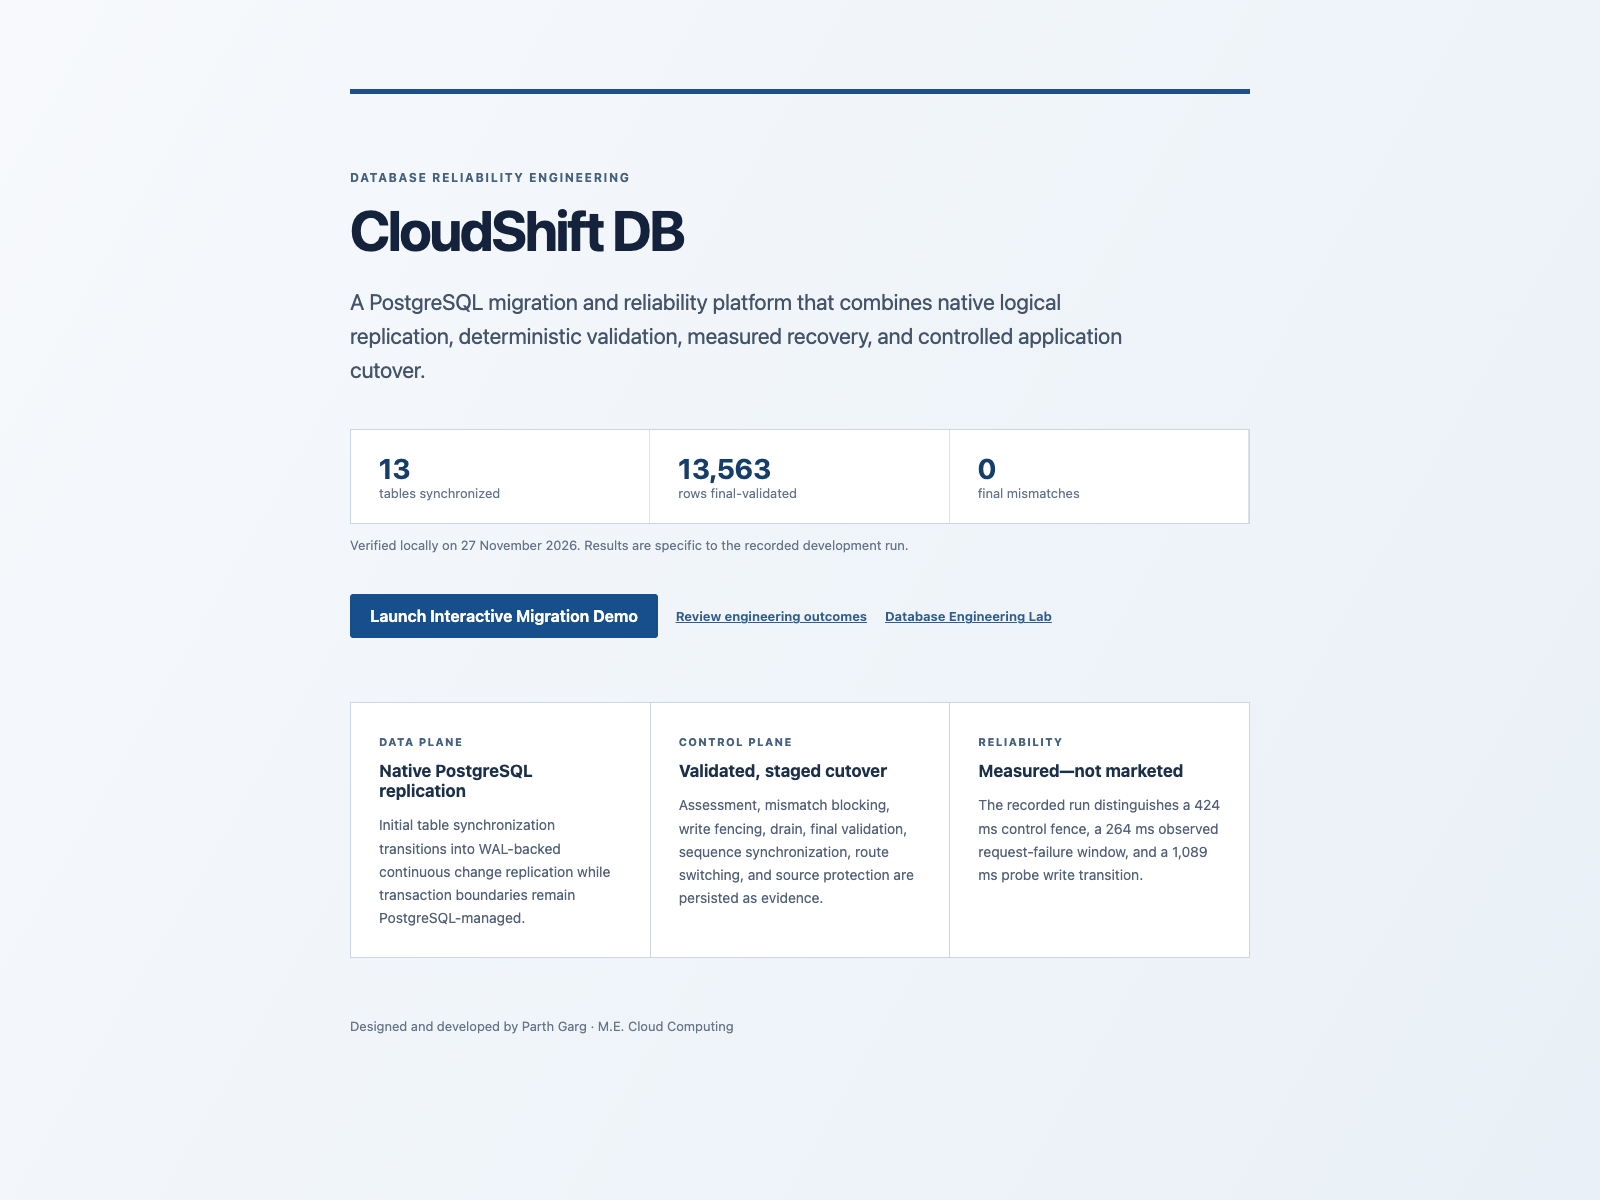 DATABASE RELIABILITY ENGINEERING
CloudShift DB
A PostgreSQL migration and reliability platform that combines native logical
replication, deterministic validation, measured recovery, and controlled application
cutover.
13
tables synchronized
13,563
rows final-validated
0
final mismatches
Verified locally on 27 November 2026. Results are specific to the recorded development run.
Launch Interactive Migration Demo
Review engineering outcomes
Database Engineering Lab
DATA PLANE
Native PostgreSQL
replication
Initial table synchronization
transitions into WAL-backed
continuous change replication while
transaction boundaries remain
PostgreSQL-managed.
CONTROL PLANE
Validated, staged cutover
Assessment, mismatch blocking,
write fencing, drain, final validation,
sequence synchronization, route
switching, and source protection are
persisted as evidence.
RELIABILITY
Measured—not marketed
The recorded run distinguishes a 424
ms control fence, a 264 ms observed
request-failure window, and a 1,089
ms probe write transition.
Designed and developed by Parth Garg · M.E. Cloud Computing